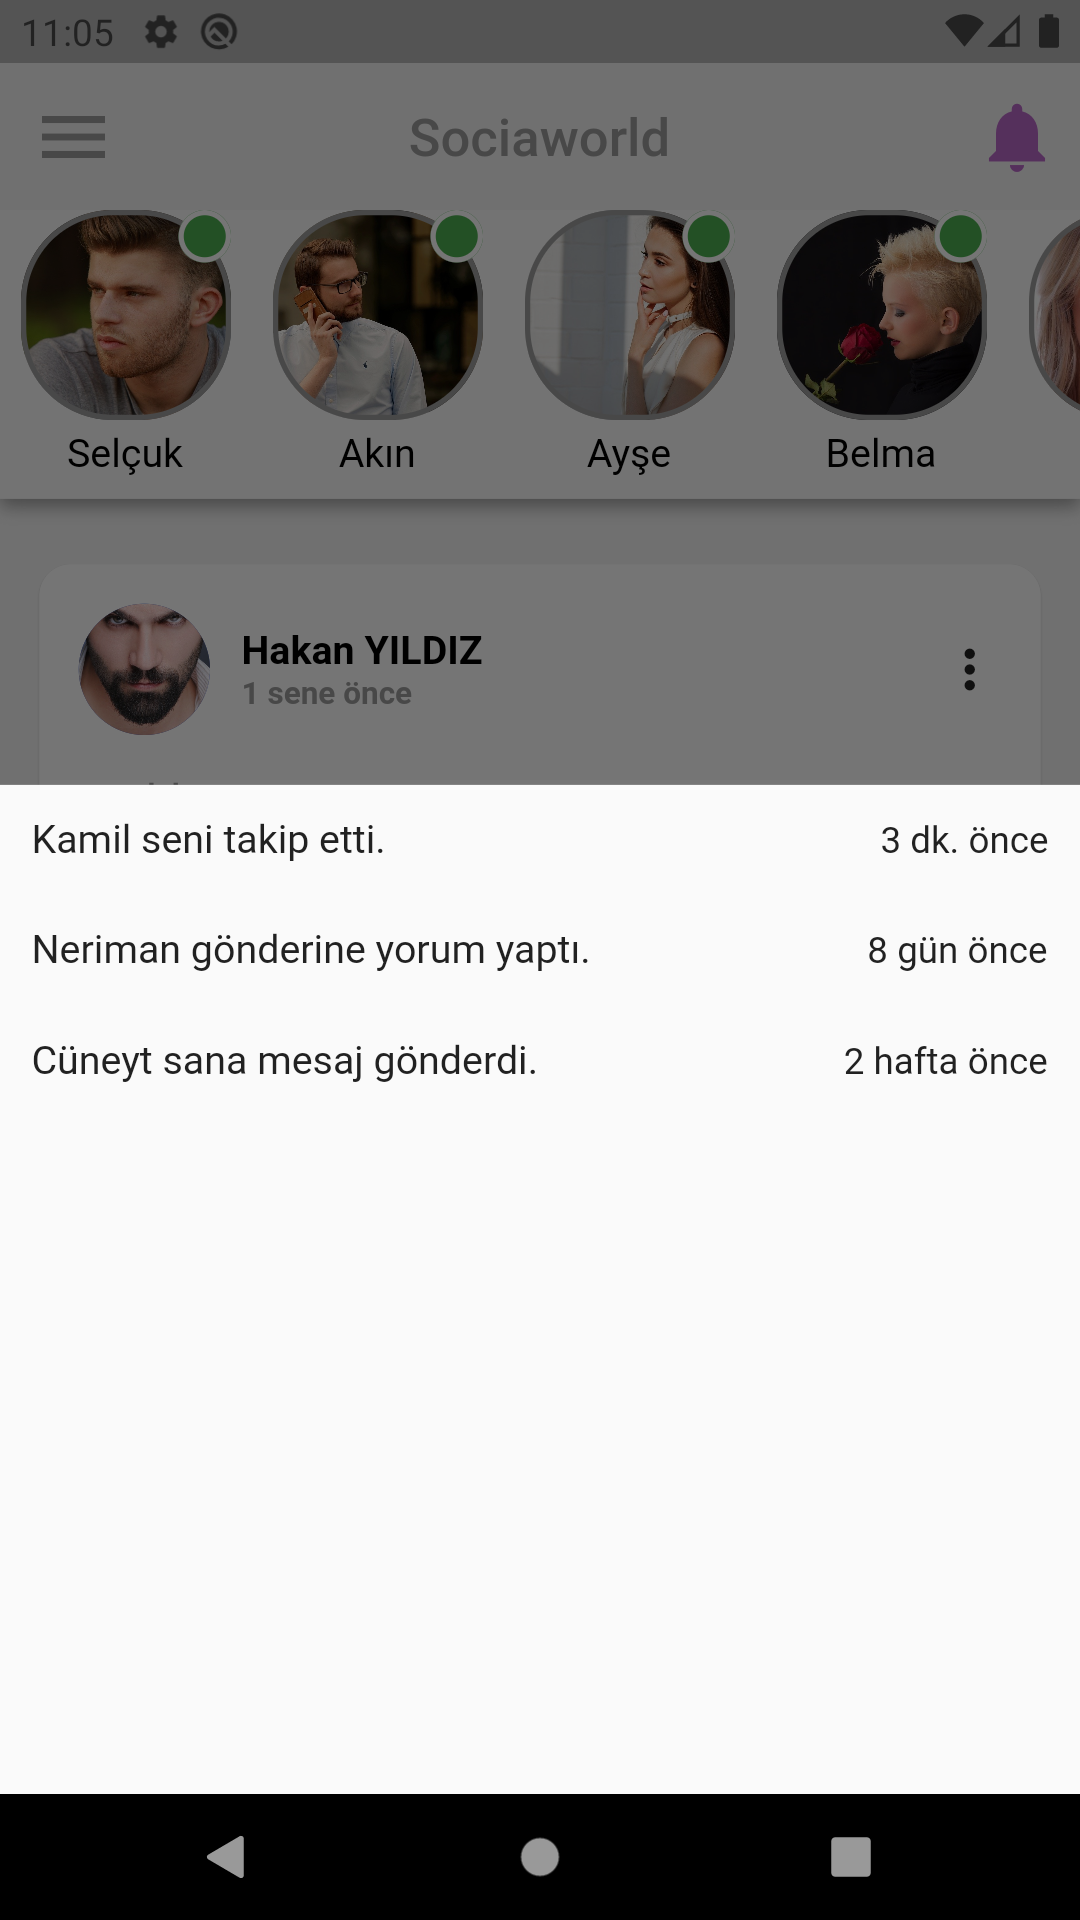 11:05
Sociaworld
Selçuk Akın Ayşe Belma
Hakan YILDIZ
1 sene önce
Kamil seni takip etti. 3 dk. önce
Neriman gönderine yorum yaptı. 8 gün önce
Cüneyt sana mesaj gönderdi. 2 hafta önce